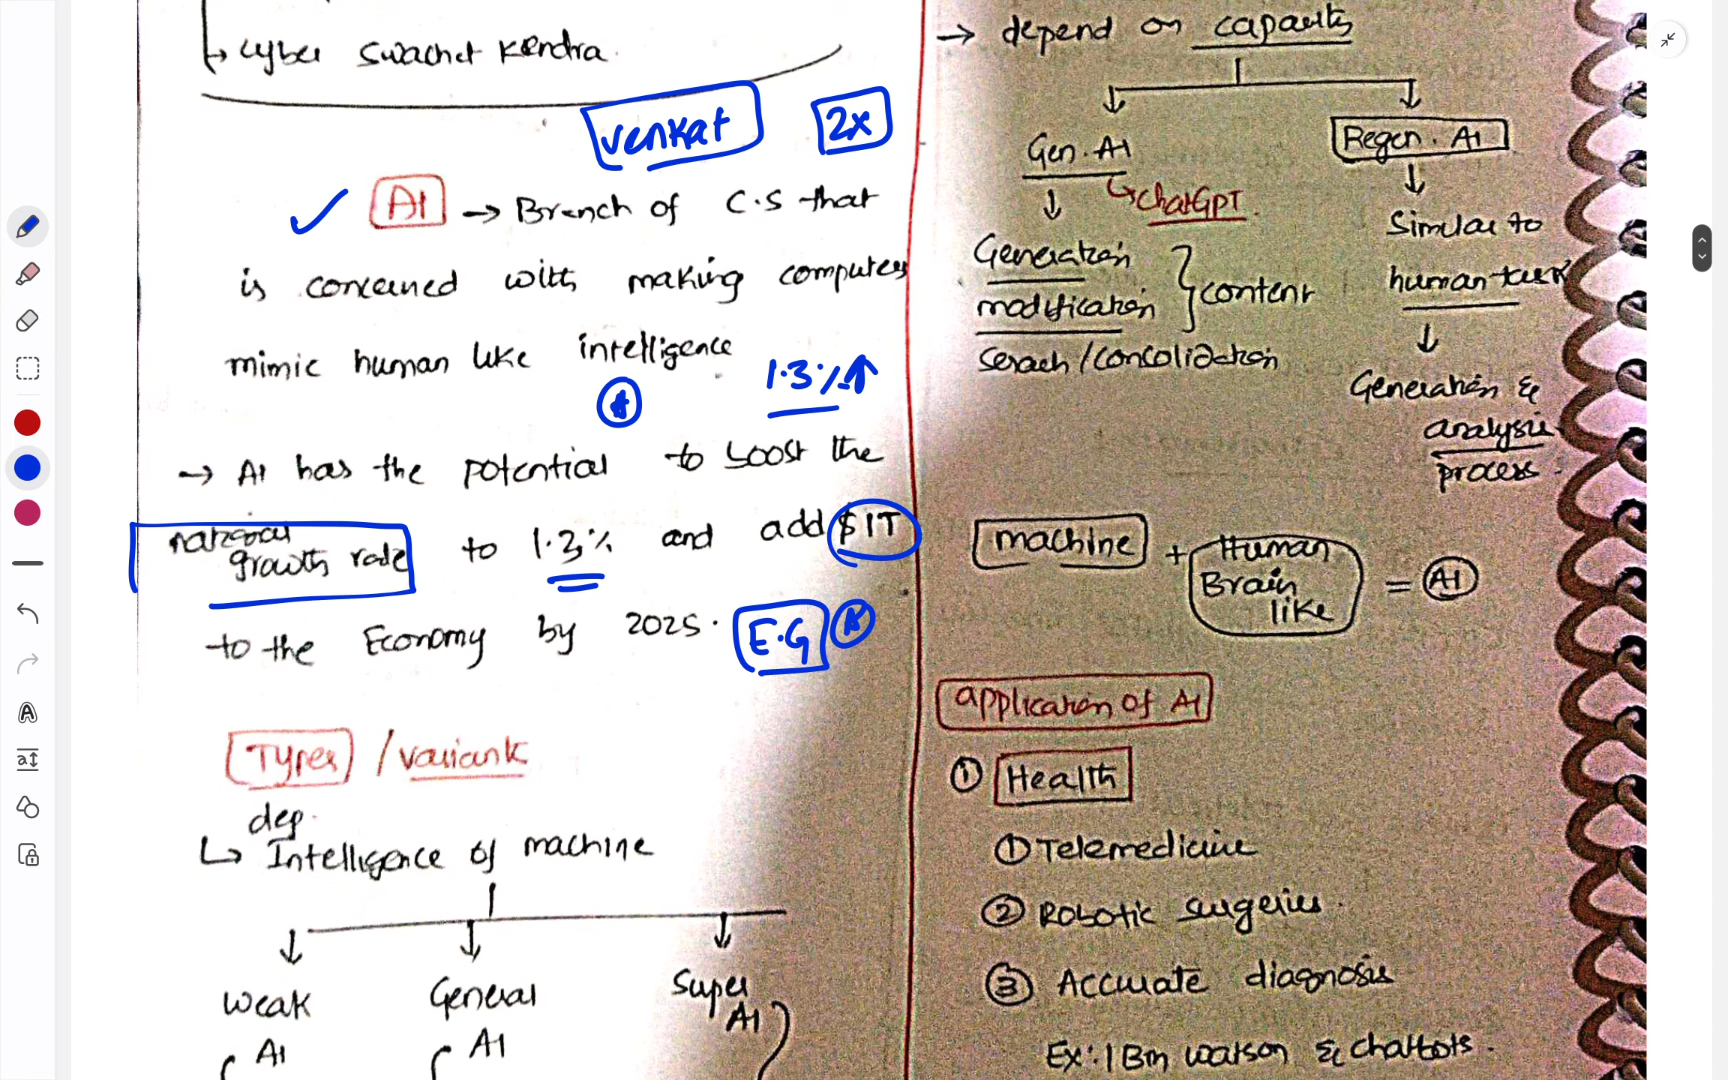 ↳ Cyber Swachet Kendra.
venkat 2x
✓ AI → Branch of C.S that
is concerned with making computers
mimic human like intelligence
1.3%↑
→ AI has the potential to boost the
national
growth rate to 1.3% and add $1T
to the Economy by 2025. E.G
Types / variants
dep.
↳ Intelligence of machine
Weak AI
General AI
Super AI
→ depend on capacity
Gen. AI
↳ ChatGPT.
Generation
modification } content
Serach / Consolidation
Regen. AI
Similar to
human task
Generation &
analysis
process.
machine + Human Brain like = AI
application of AI
① Health
① Telemedicine
② Robotic surgeries.
③ Accurate diagnosis
Ex: IBM watson & chatbots.